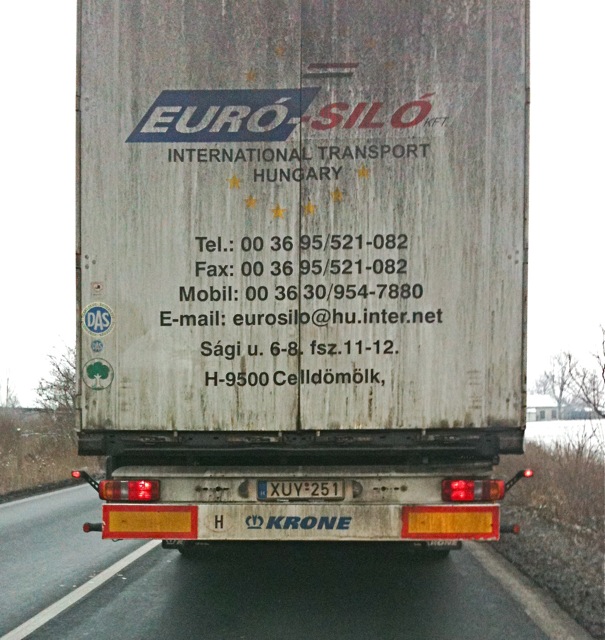 EURÓ-SILÓ KFT.
INTERNATIONAL TRANSPORT
HUNGARY
Tel.: 00 36 95/521-082
Fax: 00 36 95/521-082
Mobil: 00 36 30/954-7880
E-mail: eurosilo@hu.inter.net
Sági u. 6-8. fsz.11-12.
H-9500 Celldömölk,
DAS
DAS
XUY-251
H KRONE